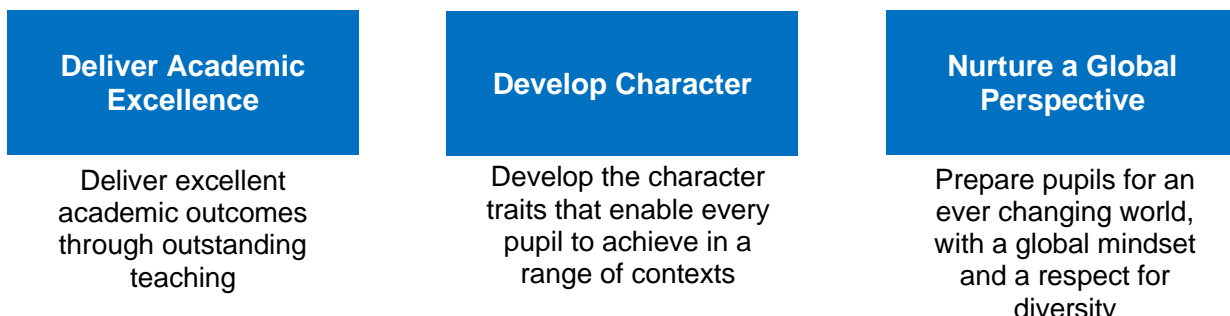 Deliver Academic
Excellence
Deliver excellent
academic outcomes
through outstanding
teaching
Develop Character
Develop the character
traits that enable every
pupil to achieve in a
range of contexts
Nurture a Global
Perspective
Prepare pupils for an
ever changing world,
with a global mindset
and a respect for
diversity